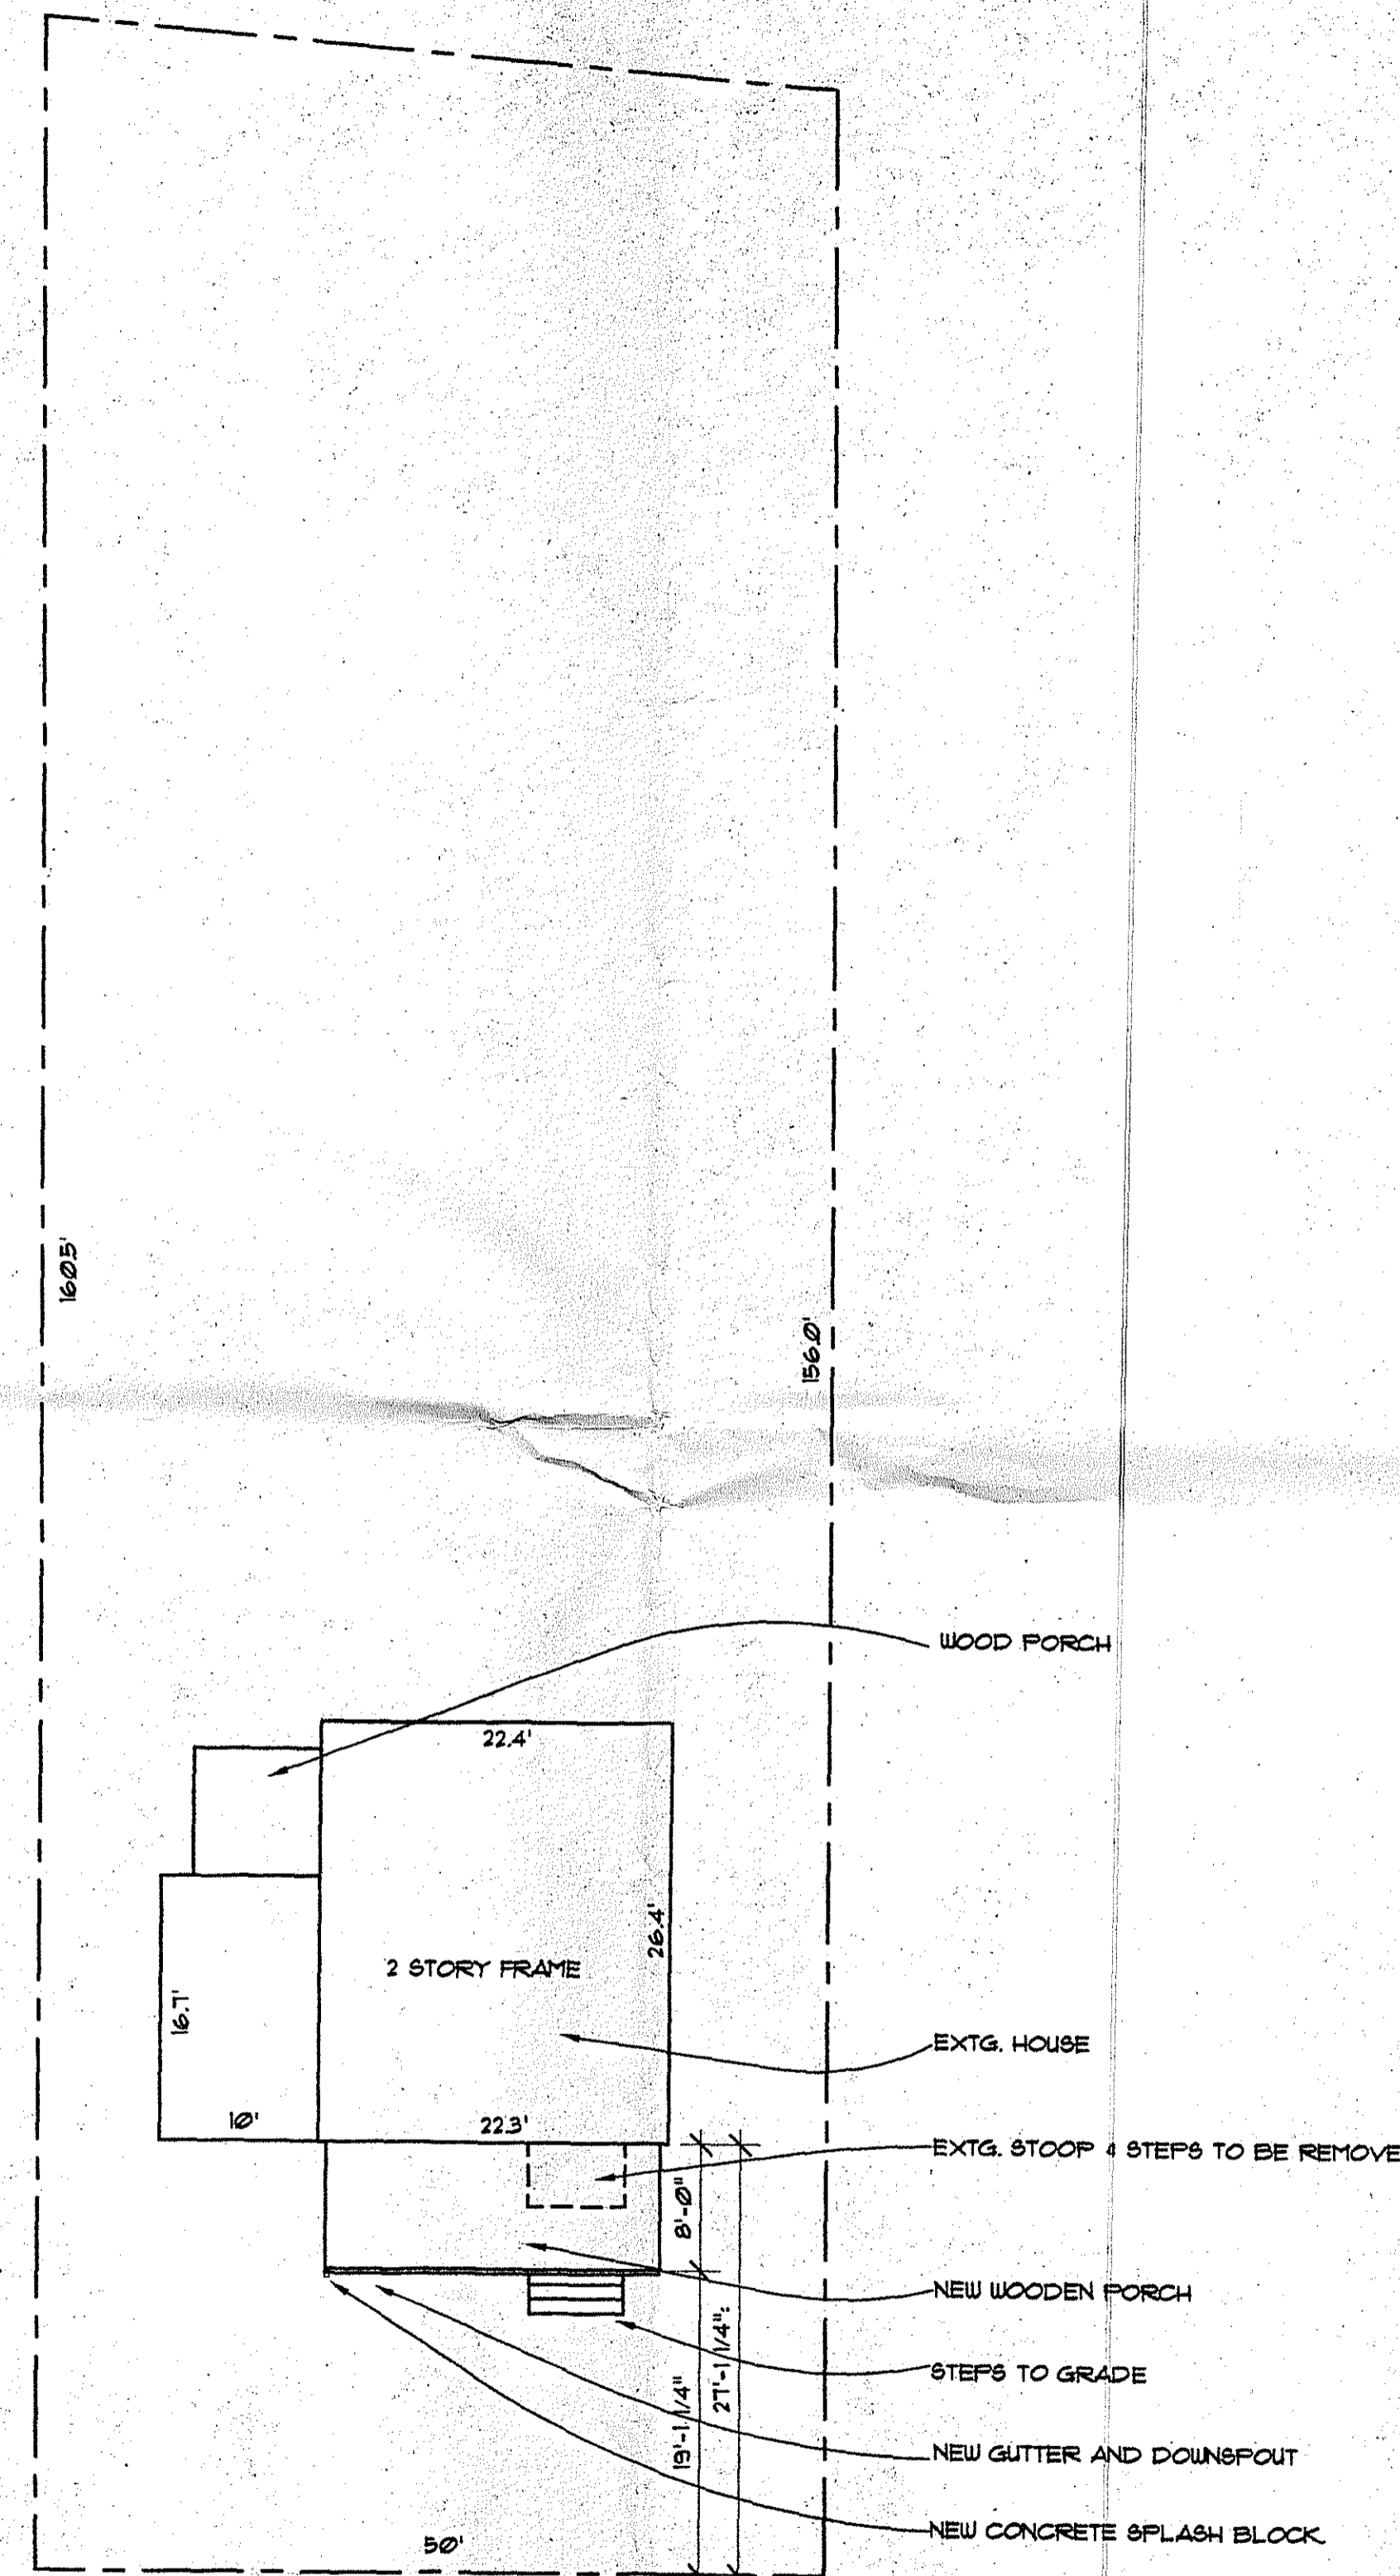 160.5'
156.0'
WOOD PORCH
22.4'
26.4'
2 STORY FRAME
16.7'
EXTG. HOUSE
10'
22.3'
EXTG. STOOP & STEPS TO BE REMOVE
8'-0"
NEW WOODEN PORCH
27'-1 1/4"
STEPS TO GRADE
19'-1 1/4"
NEW GUTTER AND DOWNSPOUT
NEW CONCRETE SPLASH BLOCK
50'